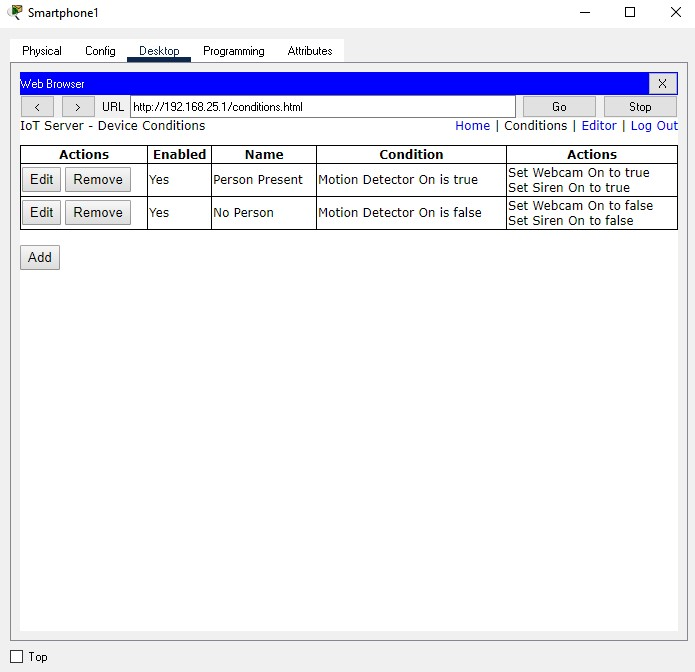 Smartphone1
Physical Config Desktop Programming Attributes
Web Browser X
< > URL http://192.168.25.1/conditions.html Go Stop
IoT Server - Device Conditions Home | Conditions | Editor | Log Out
Actions Enabled Name Condition Actions
Edit Remove Yes Person Present Motion Detector On is true Set Webcam On to true
Set Siren On to true
Edit Remove Yes No Person Motion Detector On is false Set Webcam On to false
Set Siren On to false
Add
Top